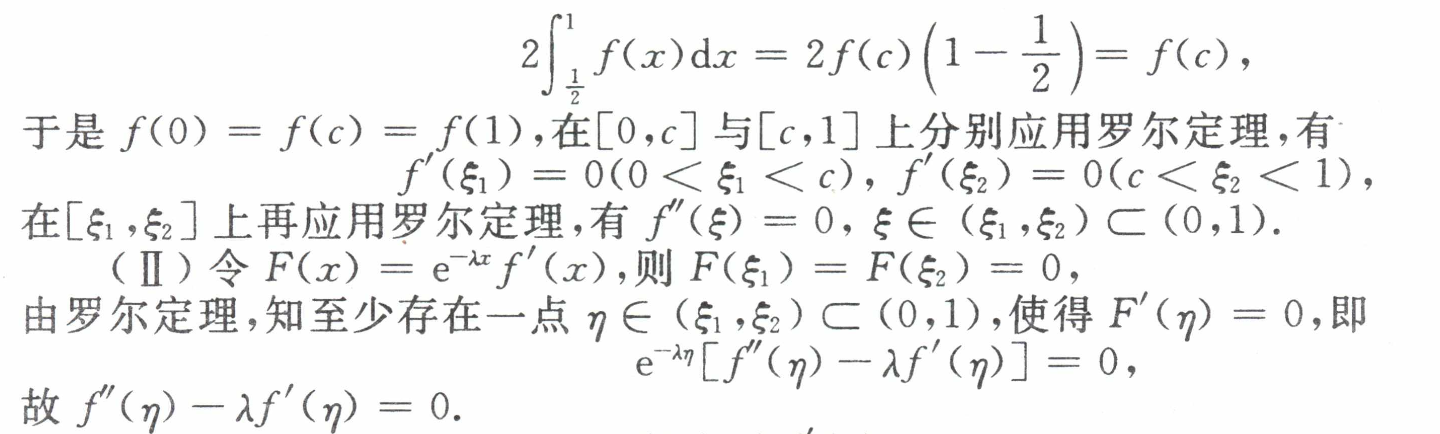 2∫_{1/2}^{1} f(x)dx = 2f(c)(1 − 1/2) = f(c),
于是 f(0) = f(c) = f(1),在[0,c]与[c,1]上分别应用罗尔定理,有
f′(ξ₁) = 0(0 < ξ₁ < c), f′(ξ₂) = 0(c < ξ₂ < 1),
在[ξ₁,ξ₂]上再应用罗尔定理,有 f″(ξ) = 0, ξ ∈ (ξ₁,ξ₂) ⊂ (0,1).
(Ⅱ)令 F(x) = e^{−λx} f′(x),则 F(ξ₁) = F(ξ₂) = 0,
由罗尔定理,知至少存在一点 η ∈ (ξ₁,ξ₂) ⊂ (0,1),使得 F′(η) = 0,即
e^{−λη}[f″(η) − λf′(η)] = 0,
故 f″(η) − λf′(η) = 0.